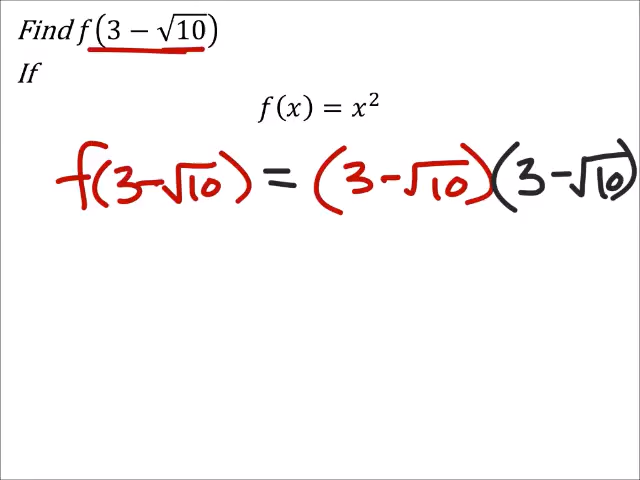 Find f(3 − √10)
If
f(x) = x²
f(3−√10) = (3−√10)(3−√10)